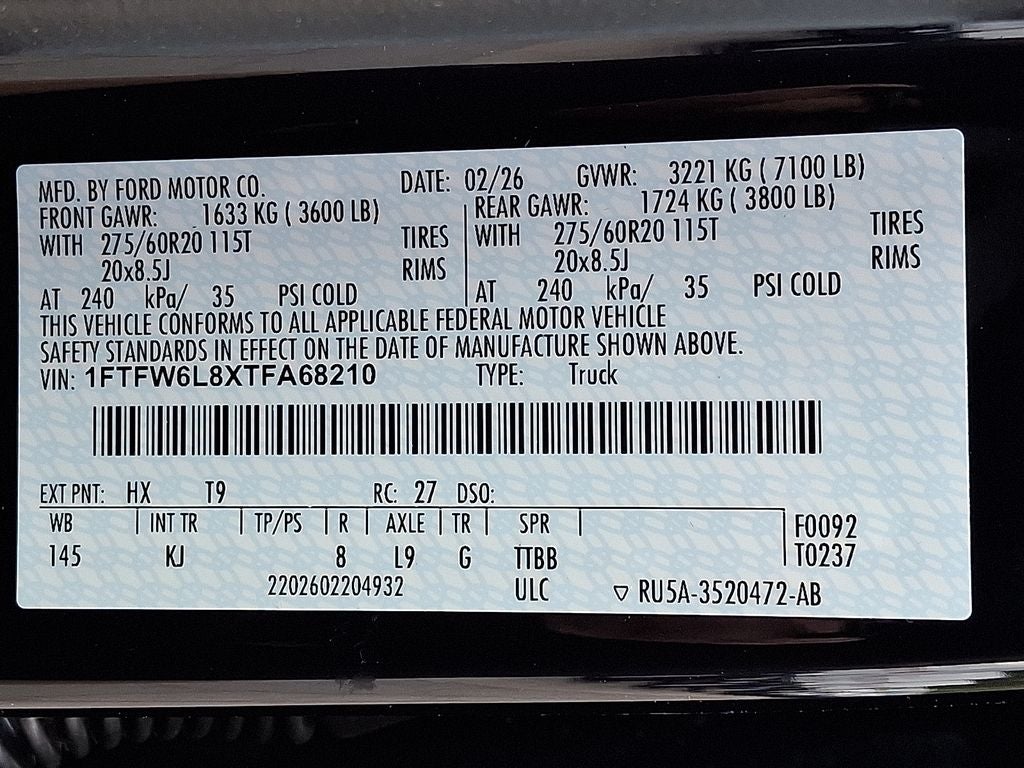 MFD. BY FORD MOTOR CO. DATE: 02/26 GVWR: 3221 KG ( 7100 LB)
FRONT GAWR: 1633 KG ( 3600 LB) REAR GAWR: 1724 KG ( 3800 LB)
WITH 275/60R20 115T TIRES WITH 275/60R20 115T TIRES
20x8.5J RIMS 20x8.5J RIMS
AT 240 kPa/ 35 PSI COLD AT 240 kPa/ 35 PSI COLD
THIS VEHICLE CONFORMS TO ALL APPLICABLE FEDERAL MOTOR VEHICLE
SAFETY STANDARDS IN EFFECT ON THE DATE OF MANUFACTURE SHOWN ABOVE.
VIN: 1FTFW6L8XTFA68210 TYPE: Truck
EXT PNT: HX T9 RC: 27 DSO:
WB INT TR TP/PS R AXLE TR SPR F0092
145 KJ 8 L9 G TTBB T0237
2202602204932 ULC ▽ RU5A-3520472-AB